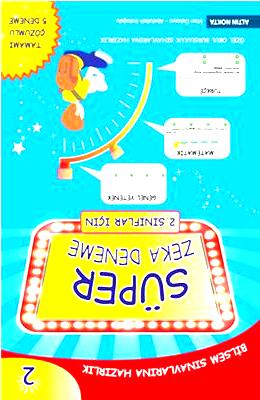 2
BİLSEM SINAVLARINA HAZIRLIK
SÜPER
ZEKA DENEME
2. SINIFLAR İÇİN
GENEL YETENEK
MATEMATİK
TÜRKÇE
TAMAMI
ÇÖZÜMLÜ
5 DENEME
ÖZEL OKUL BURSLULUK SINAVLARINA HAZIRLIK
ALTIN NOKTA